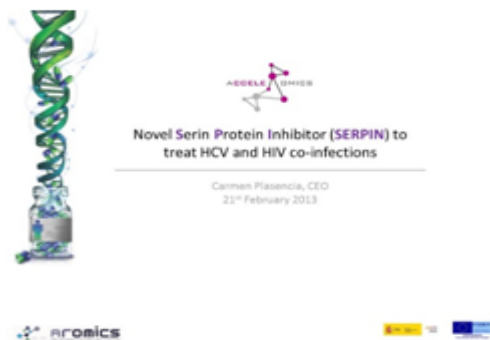 ACCELEROMICS
Novel Serin Protein Inhibitor (SERPIN) to
treat HCV and HIV co-infections
Carmen Plasencia, CEO
21st February 2013
AROMICS